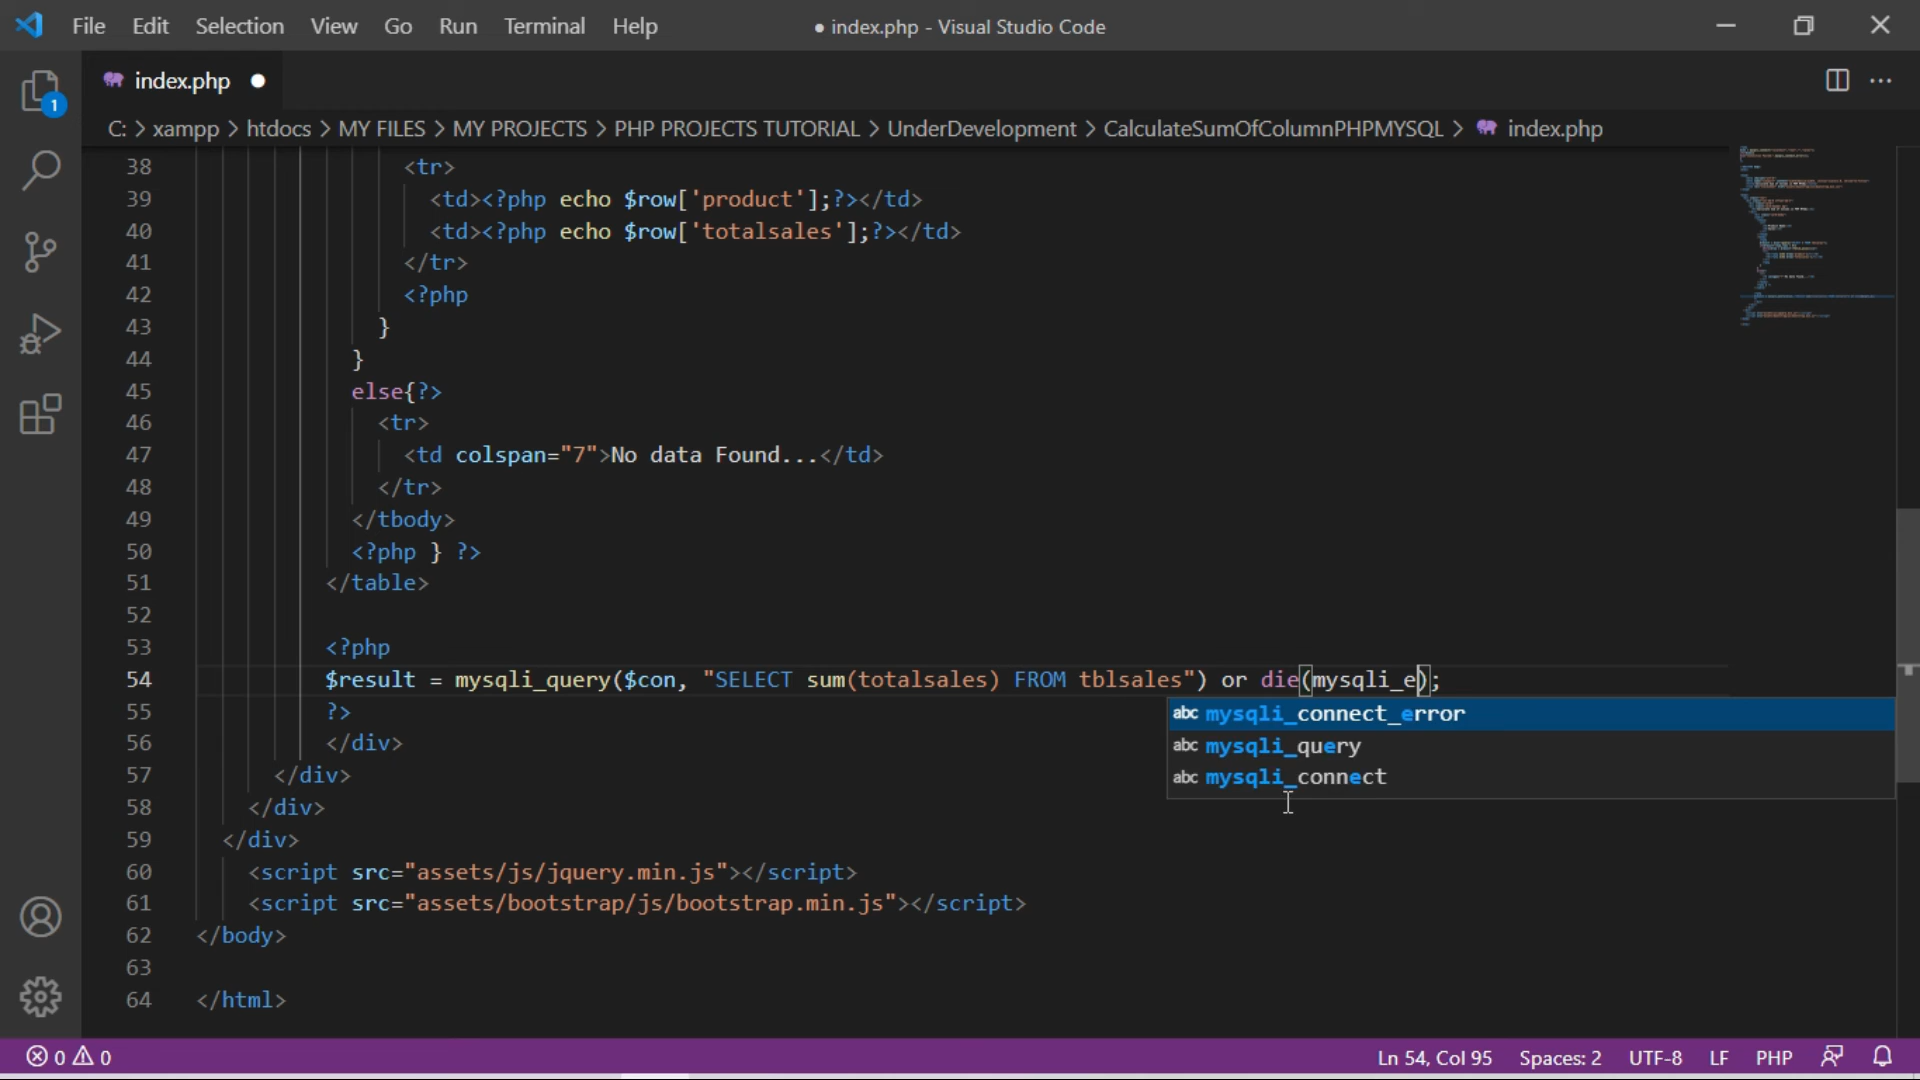 File Edit Selection View Go Run Terminal Help ● index.php - Visual Studio Code
index.php
1
C: > xampp > htdocs > MY FILES > MY PROJECTS > PHP PROJECTS TUTORIAL > UnderDevelopment > CalculateSumOfColumnPHPMYSQL > index.php
38 <tr>
39 <td><?php echo $row['product'];?></td>
40 <td><?php echo $row['totalsales'];?></td>
41 </tr>
42 <?php
43 }
44 }
45 else{?>
46 <tr>
47 <td colspan="7">No data Found...</td>
48 </tr>
49 </tbody>
50 <?php } ?>
51 </table>
52
53 <?php
54 $result = mysqli_query($con, "SELECT sum(totalsales) FROM tblsales") or die(mysqli_e);
abc mysqli_connect_error
55 ?>
abc mysqli_query
56 </div>
abc mysqli_connect
57 </div>
58 </div>
59 </div>
60 <script src="assets/js/jquery.min.js"></script>
61 <script src="assets/bootstrap/js/bootstrap.min.js"></script>
62 </body>
63
64 </html>
0 0 Ln 54, Col 95 Spaces: 2 UTF-8 LF PHP